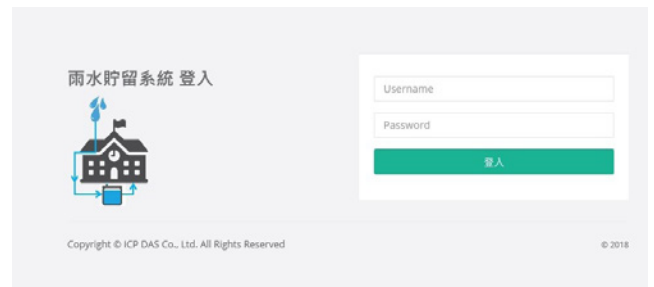 雨水貯留系統 登入
Username
Password
登入
Copyright © ICP DAS Co., Ltd. All Rights Reserved
© 2018